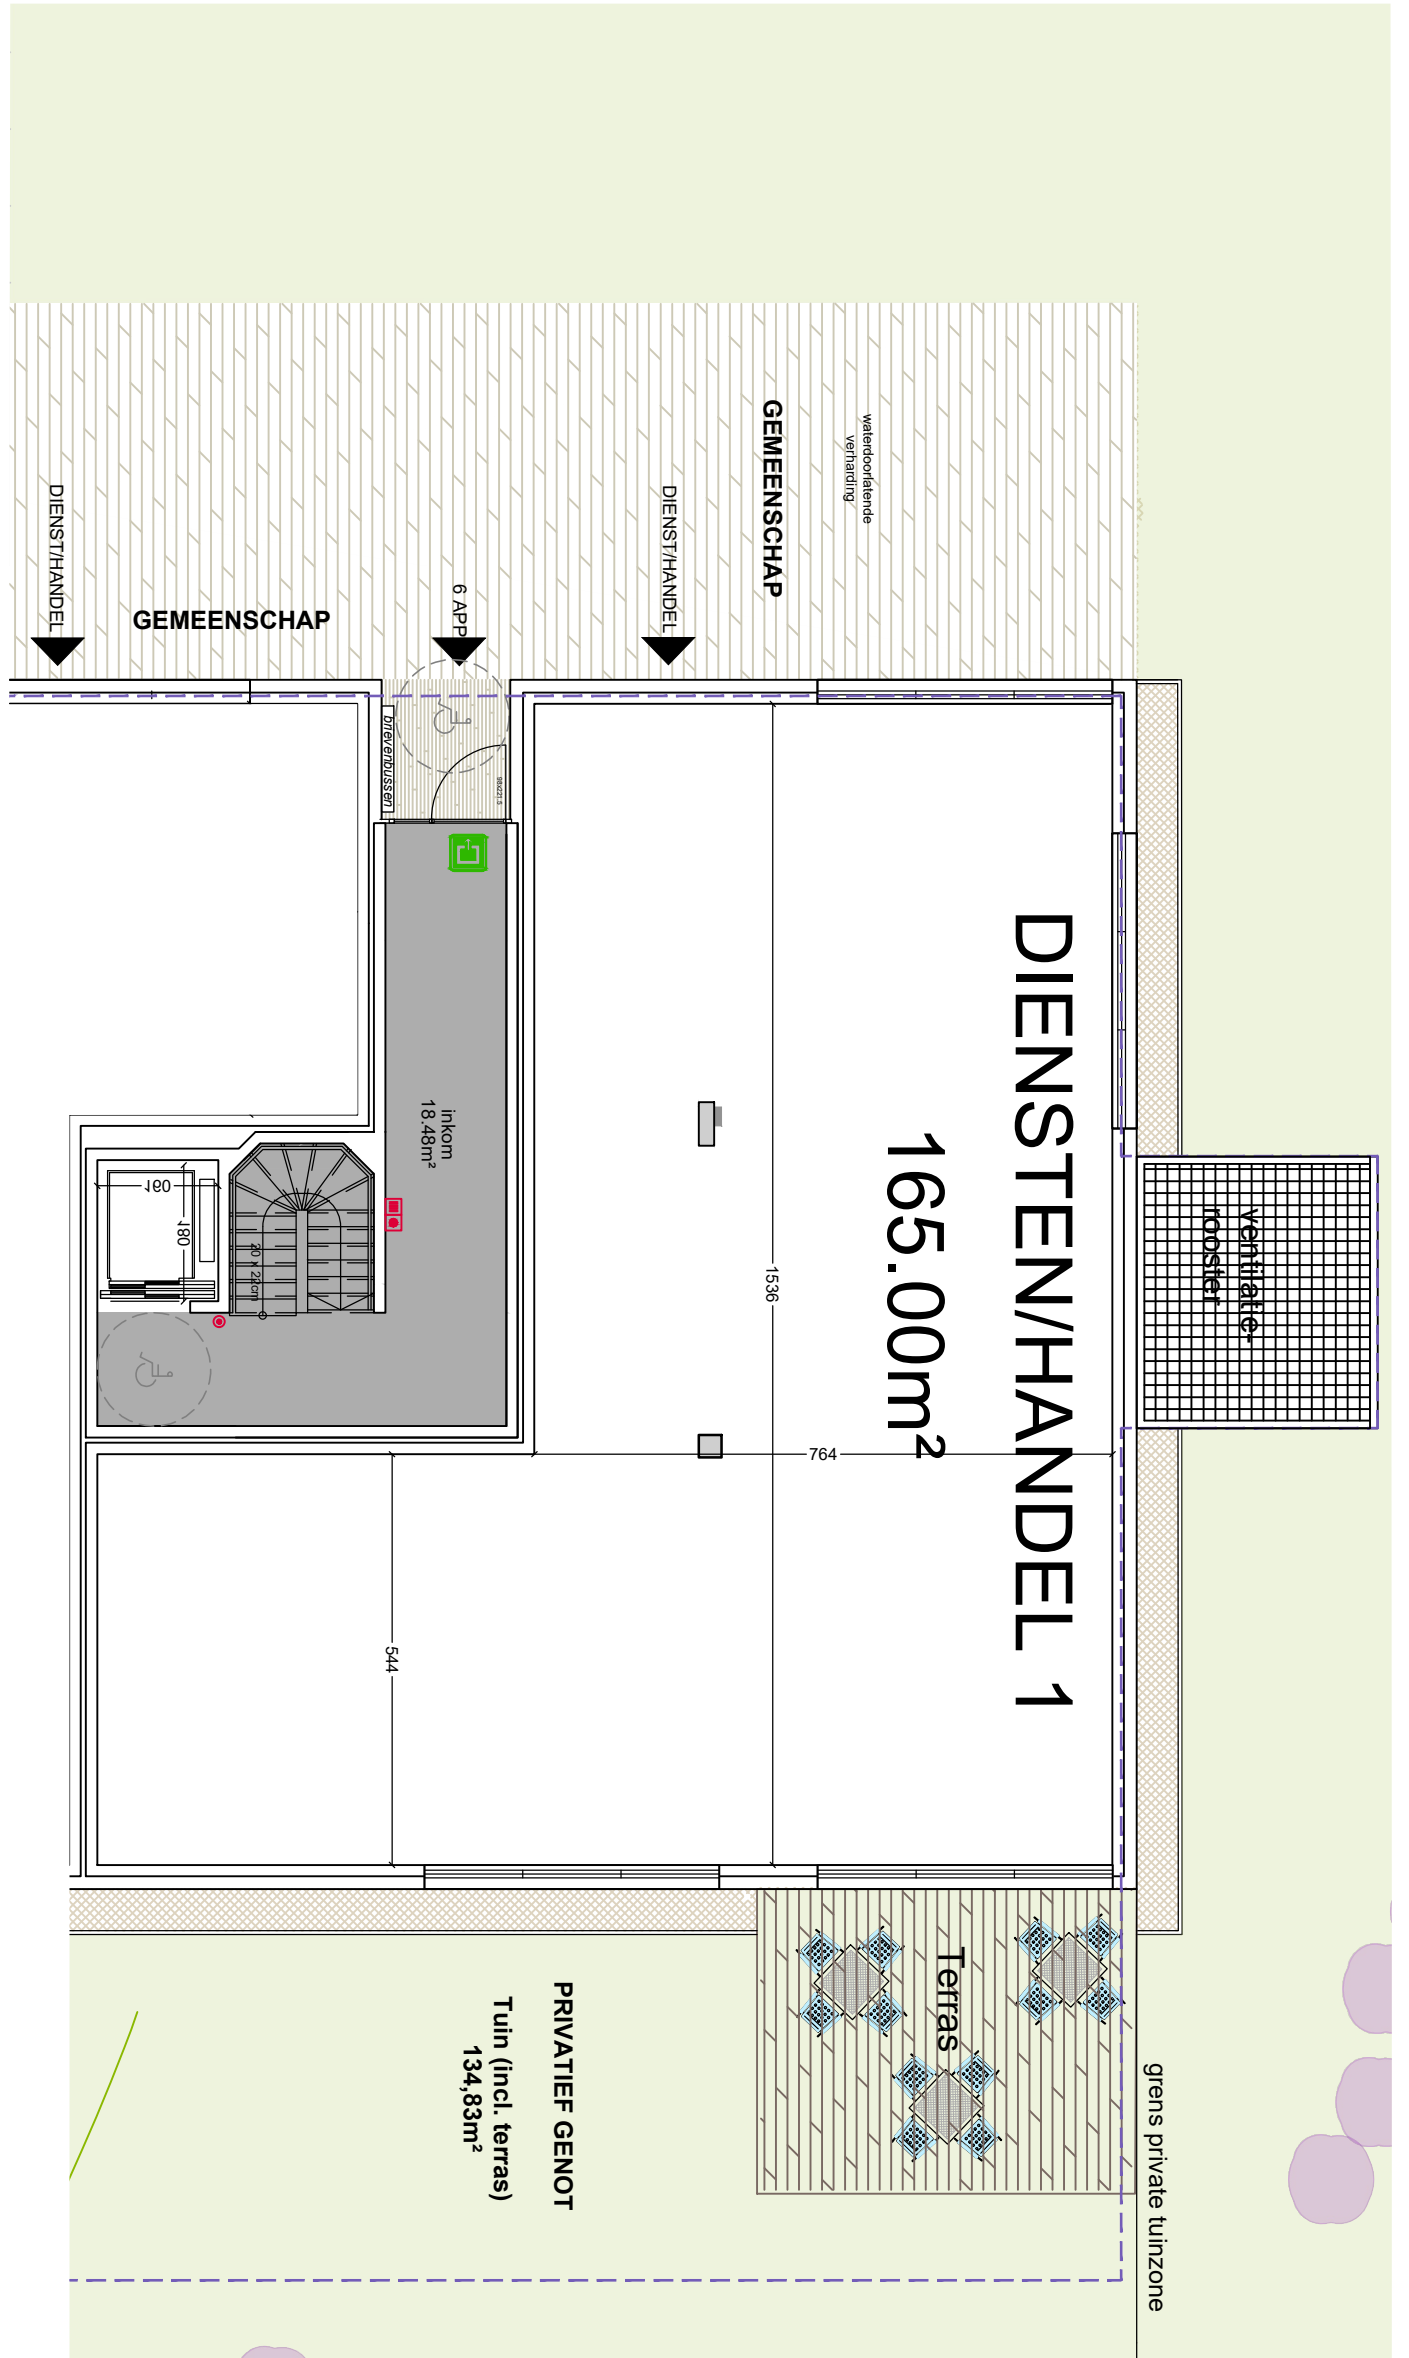 GEMEENSCHAP
waterdoorlatende
verharding
DIENST/HANDEL
GEMEENSCHAP
6 APP
DIENST/HANDEL
brievenbussen
98x221.5
DIENSTEN/HANDEL 1
165.00m²
inkom
18.48m²
160
180
20 x 22cm
1536
764
544
ventilatie-
rooster
Terras
PRIVATIEF GENOT
Tuin (incl. terras)
134,83m²
grens private tuinzone